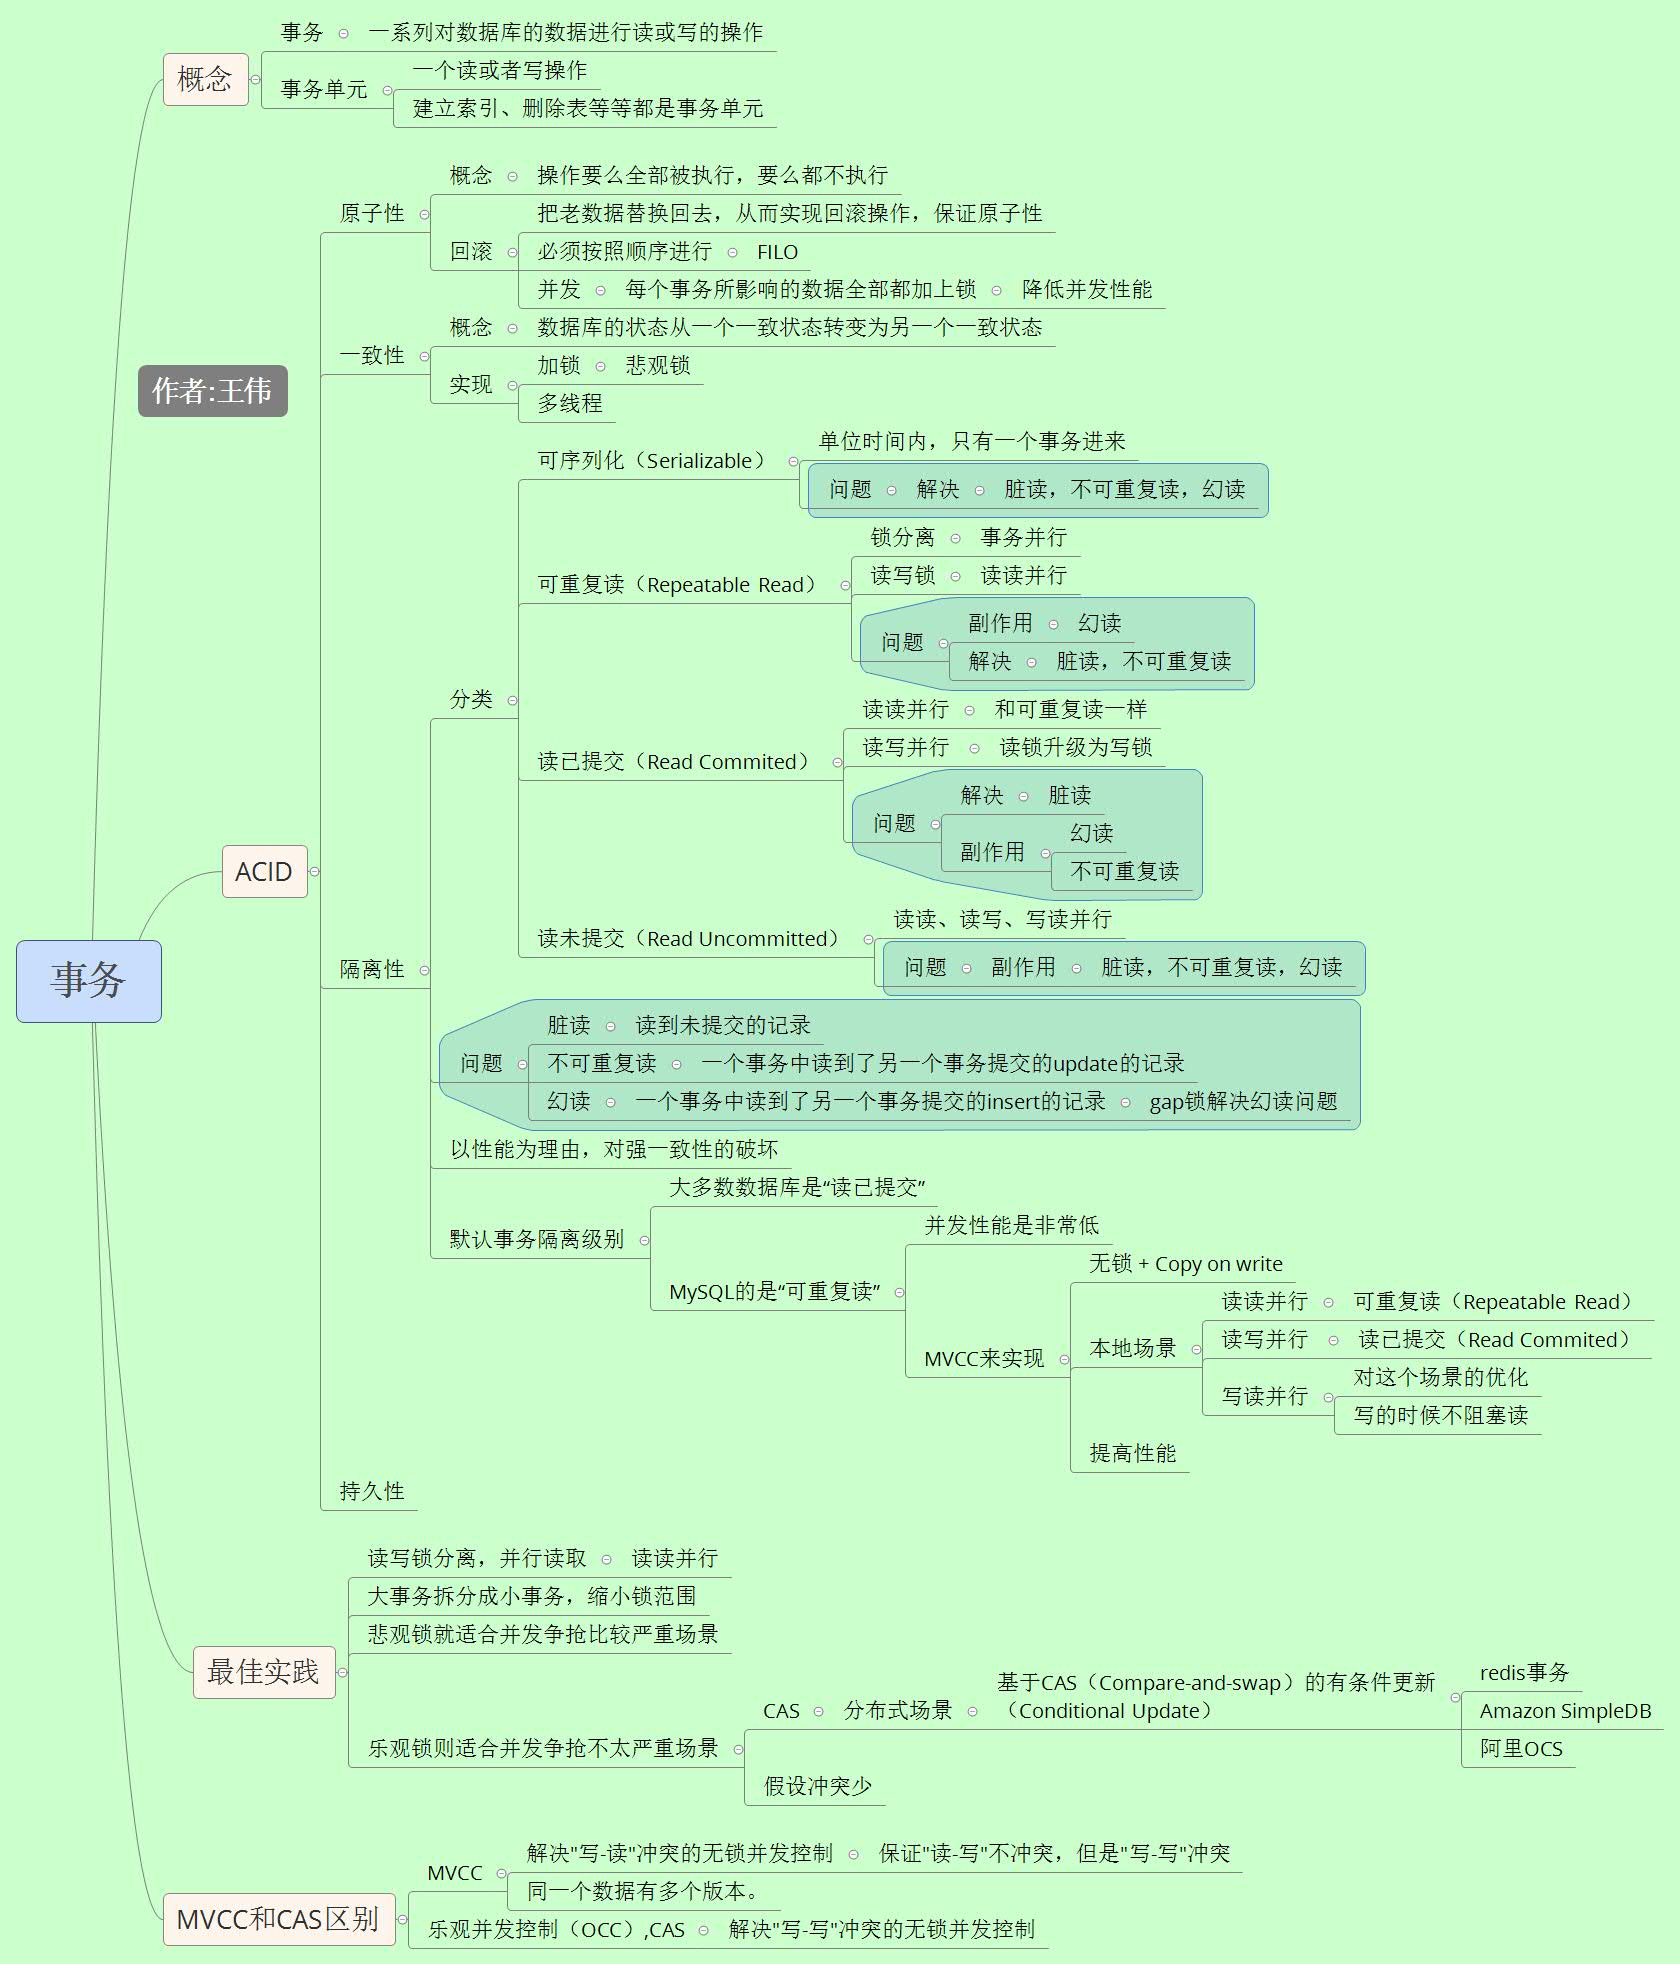 事务
概念
事务
一系列对数据库的数据进行读或写的操作
事务单元
一个读或者写操作
建立索引、删除表等等都是事务单元
作者:王伟
ACID
原子性
概念
操作要么全部被执行，要么都不执行
回滚
把老数据替换回去，从而实现回滚操作，保证原子性
必须按照顺序进行
FILO
并发
每个事务所影响的数据全部都加上锁
降低并发性能
一致性
概念
数据库的状态从一个一致状态转变为另一个一致状态
实现
加锁
悲观锁
多线程
隔离性
分类
可序列化（Serializable）
单位时间内，只有一个事务进来
问题
解决
脏读，不可重复读，幻读
可重复读（Repeatable Read）
锁分离
事务并行
读写锁
读读并行
问题
副作用
幻读
解决
脏读，不可重复读
读已提交（Read Commited）
读读并行
和可重复读一样
读写并行
读锁升级为写锁
问题
解决
脏读
副作用
幻读
不可重复读
读未提交（Read Uncommitted）
读读、读写、写读并行
问题
副作用
脏读，不可重复读，幻读
问题
脏读
读到未提交的记录
不可重复读
一个事务中读到了另一个事务提交的update的记录
幻读
一个事务中读到了另一个事务提交的insert的记录
gap锁解决幻读问题
以性能为理由，对强一致性的破坏
默认事务隔离级别
大多数数据库是“读已提交”
MySQL的是“可重复读”
并发性能是非常低
MVCC来实现
无锁 + Copy on write
本地场景
读读并行
可重复读（Repeatable Read）
读写并行
读已提交（Read Commited）
写读并行
对这个场景的优化
写的时候不阻塞读
提高性能
持久性
最佳实践
读写锁分离，并行读取
读读并行
大事务拆分成小事务，缩小锁范围
悲观锁就适合并发争抢比较严重场景
乐观锁则适合并发争抢不太严重场景
CAS
分布式场景
基于CAS（Compare-and-swap）的有条件更新
（Conditional Update）
redis事务
Amazon SimpleDB
阿里OCS
假设冲突少
MVCC和CAS区别
MVCC
解决"写-读"冲突的无锁并发控制
保证"读-写"不冲突，但是"写-写"冲突
同一个数据有多个版本。
乐观并发控制（OCC）,CAS
解决"写-写"冲突的无锁并发控制